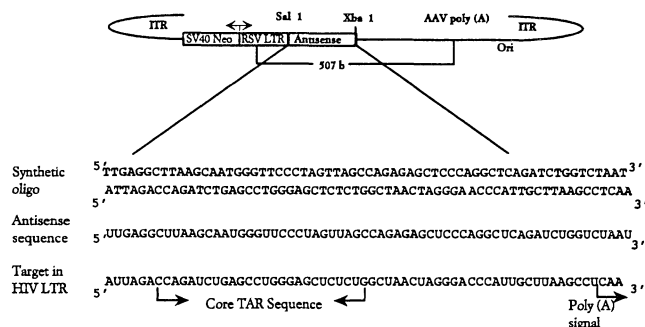 ITR
Sal 1
Xba 1
AAV poly (A)
ITR
SV40 Neo
RSV LTR
Antisense
Ori
507 b
Synthetic oligo
5' TTGAGGCTTAAGCAATGGGTTCCCTAGTTAGCCAGAGAGCTCCCAGGCTCAGATCTGGTCTAAT 3'
5' ATTAGACCAGATCTGAGCCTGGGAGCTCTCTGGCTAACTAGGGAACCCATTGCTTAAGCCTCAA 3'
Antisense sequence
5' UUGAGGCUUAAGCAAUGGGUUCCCUAGUUAGCCAGAGAGCUCCCAGGCUCAGAUCUGGUCUAAU 3'
Target in HIV LTR
5' AUUAGACCAGAUCUGAGCCUGGGAGCUCUCUGGCUAACUAGGGACCCAUUGCUUAAGCCUCAA 3'
Core TAR Sequence
Poly (A) signal